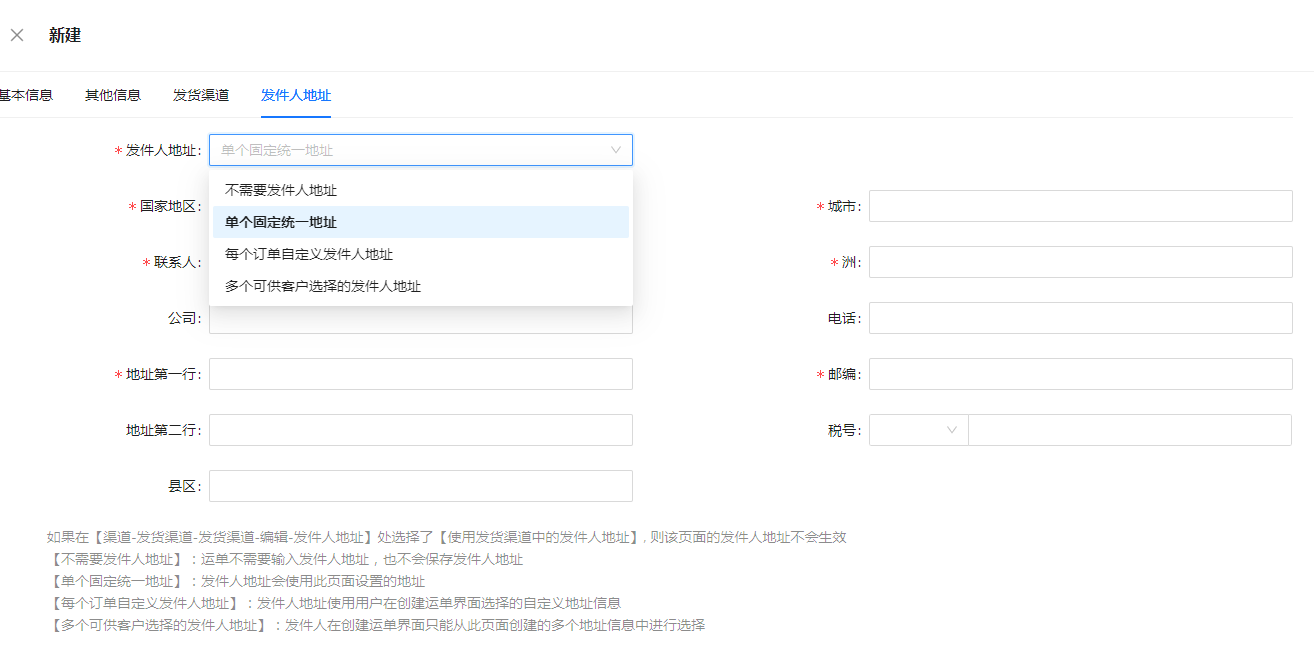 新建
基本信息 其他信息 发货渠道 发件人地址
* 发件人地址: 单个固定统一地址
不需要发件人地址
* 国家地区: * 城市:
单个固定统一地址
每个订单自定义发件人地址
* 联系人: * 洲:
多个可供客户选择的发件人地址
公司: 电话:
* 地址第一行: * 邮编:
地址第二行: 税号:
县区:
如果在【渠道-发货渠道-发货渠道-编辑-发件人地址】处选择了【使用发货渠道中的发件人地址】, 则该页面的发件人地址不会生效
【不需要发件人地址】：运单不需要输入发件人地址，也不会保存发件人地址
【单个固定统一地址】：发件人地址会使用此页面设置的地址
【每个订单自定义发件人地址】：发件人地址使用用户在创建运单界面选择的自定义地址信息
【多个可供客户选择的发件人地址】：发件人在创建运单界面只能从此页面创建的多个地址信息中进行选择